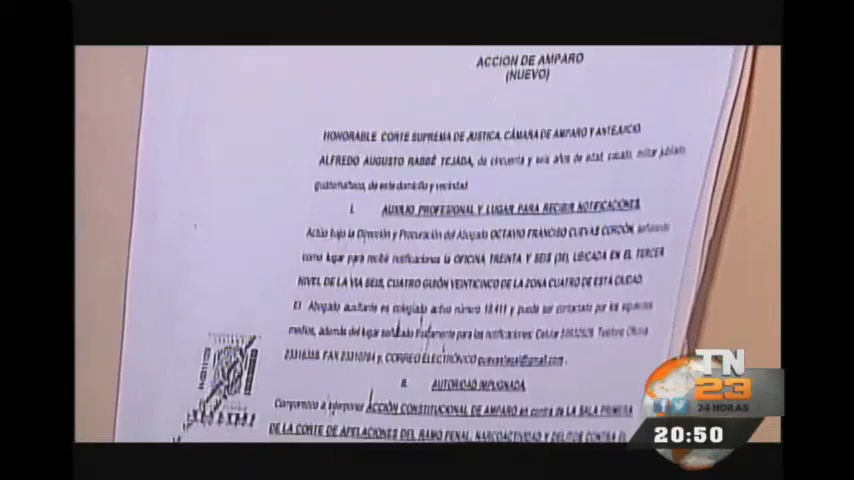 ACCION DE AMPARO
(NUEVO)
HONORABLE CORTE SUPREMA DE JUSTICIA, CÁMARA DE AMPARO Y ANTEJUICIO.
ALFREDO AUGUSTO RABBÉ TEJADA, de cincuenta y seis años de edad, casado, militar jubilado
guatemalteco, de este domicilio y vecindad.
I. AUXILIO PROFESIONAL Y LUGAR PARA RECIBIR NOTIFICACIONES.
Actúo bajo la Dirección y Procuración del Abogado OCTAVIO FRANCISO CUEVAS CORDÓN, señalando
como lugar para recibir notificaciones la OFICINA TREINTA Y SEIS (36), UBICADA EN EL TERCER
NIVEL DE LA VIA SEIS, CUATRO GUIÓN VEINTICINCO DE LA ZONA CUATRO DE ESTA CIUDAD.
El Abogado auxiliante es colegiado activo número y puede ser contactado por los siguientes
medios, además del lugar señalado para las notificaciones: Celular Teléfono Oficina
FAX y, CORREO ELECTRÓNICO
II. AUTORIDAD IMPUGNADA.
Comparezco a interponer ACCIÓN CONSTITUCIONAL DE AMPARO en contra de LA SALA PRIMERA
DE LA CORTE DE APELACIONES DEL RAMO PENAL, NARCOACTIVIDAD Y DELITOS CONTRA EL
TN
23
24 HORAS
20:50